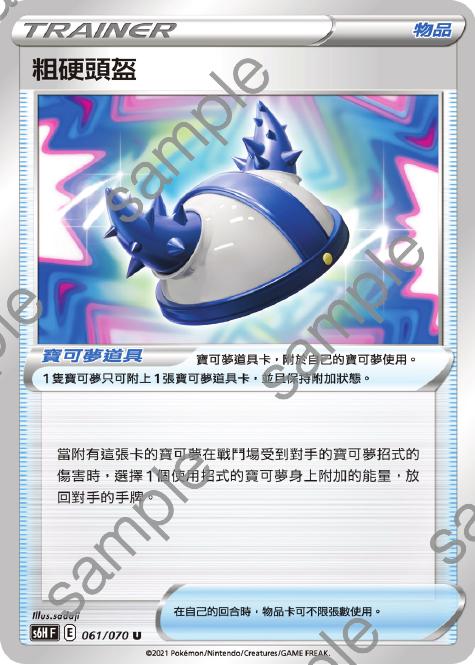 TRAINER
物品
粗硬頭盔
sample
sample
sample
sample
寶可夢道具
寶可夢道具卡，附於自己的寶可夢使用。
1隻寶可夢只可附上1張寶可夢道具卡，並且保持附加狀態。
當附有這張卡的寶可夢在戰鬥場受到對手的寶可夢招式的
傷害時，選擇1個使用招式的寶可夢身上附加的能量，放
回對手的手牌。
sample
sample
sample
Illus.sadaji
S6H F E 061/070 U
在自己的回合時，物品卡可不限張數使用。
©2021 Pokémon/Nintendo/Creatures/GAME FREAK.